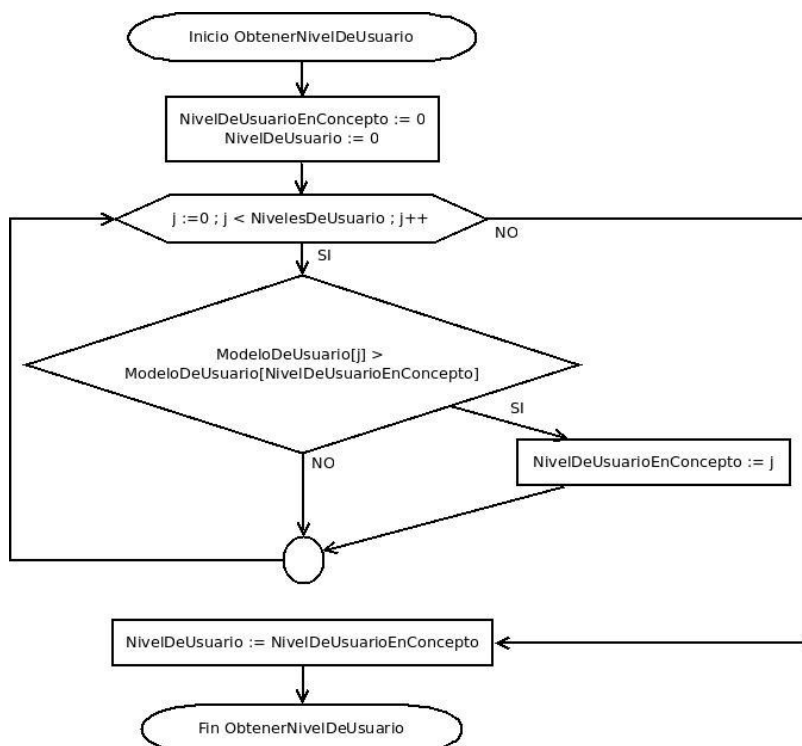 Inicio ObtenerNivelDeUsuario
NivelDeUsuarioEnConcepto := 0
NivelDeUsuario := 0
j :=0 ; j < NivelesDeUsuario ; j++
NO
SI
ModeloDeUsuario[j] >
ModeloDeUsuario[NivelDeUsuarioEnConcepto]
SI
NivelDeUsuarioEnConcepto := j
NO
NivelDeUsuario := NivelDeUsuarioEnConcepto
Fin ObtenerNivelDeUsuario